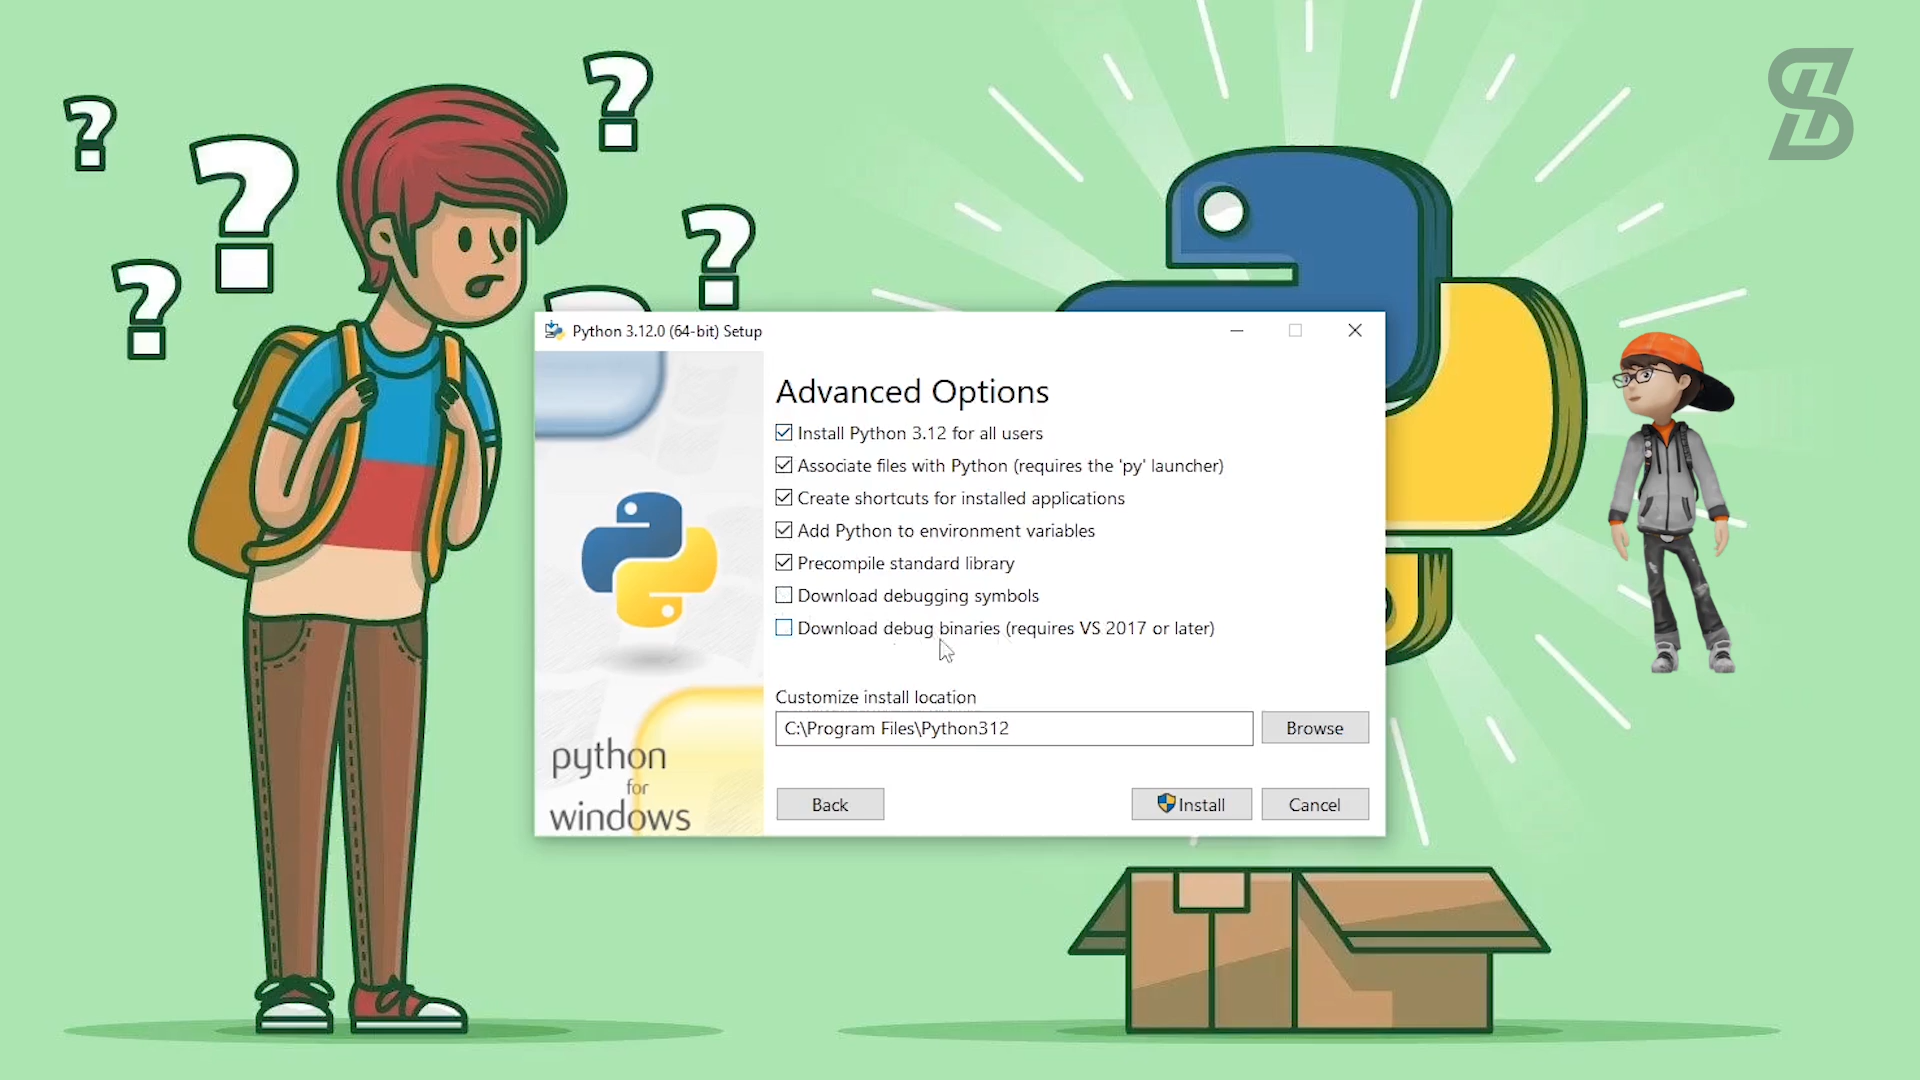 Python 3.12.0 (64-bit) Setup
Advanced Options
Install Python 3.12 for all users
Associate files with Python (requires the 'py' launcher)
Create shortcuts for installed applications
Add Python to environment variables
Precompile standard library
Download debugging symbols
Download debug binaries (requires VS 2017 or later)
Customize install location
C:\Program Files\Python312
Browse
python
for
windows
Back
Install
Cancel
? ? ? ? ?